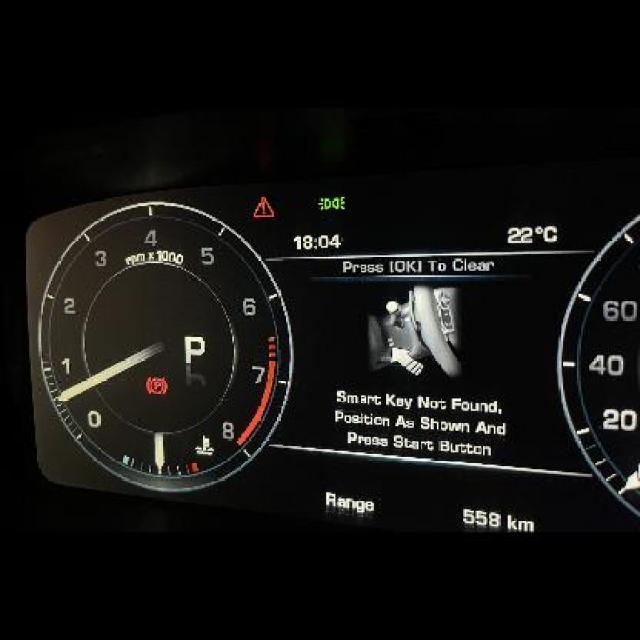 18:04
22°C
Press [OK] To Clear
Smart Key Not Found,
Position As Shown And
Press Start Button
Range 558 km
rpm x 1000
0
1
2
3
4
5
6
7
8
P
(P)
60
40
20